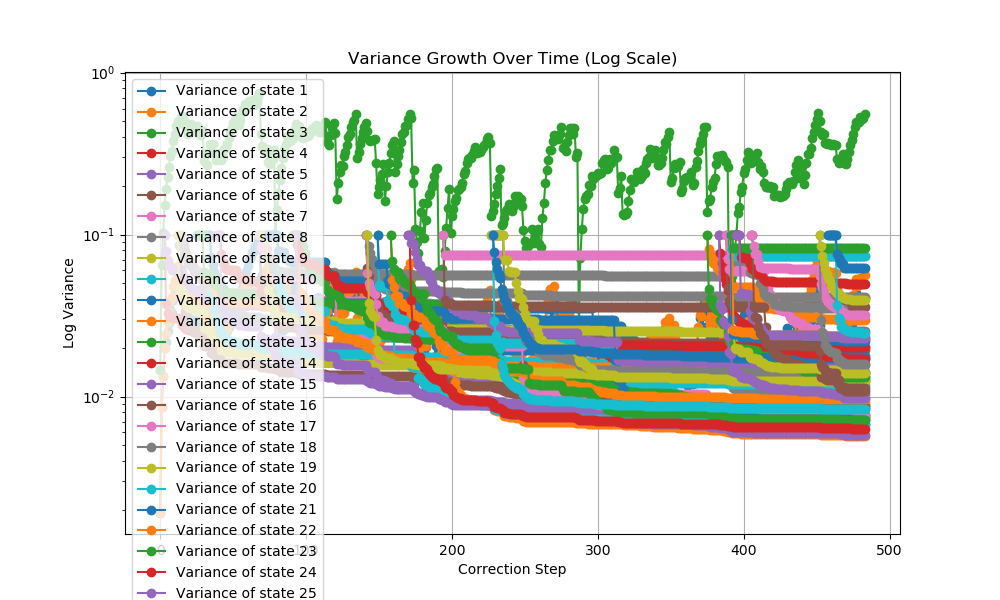 Variance Growth Over Time (Log Scale)
10⁰
10⁻¹
10⁻²
Log Variance
Variance of state 1
Variance of state 2
Variance of state 3
Variance of state 4
Variance of state 5
Variance of state 6
Variance of state 7
Variance of state 8
Variance of state 9
Variance of state 10
Variance of state 11
Variance of state 12
Variance of state 13
Variance of state 14
Variance of state 15
Variance of state 16
Variance of state 17
Variance of state 18
Variance of state 19
Variance of state 20
Variance of state 21
Variance of state 22
Variance of state 23
Variance of state 24
Variance of state 25
0 100 200 300 400 500
Correction Step